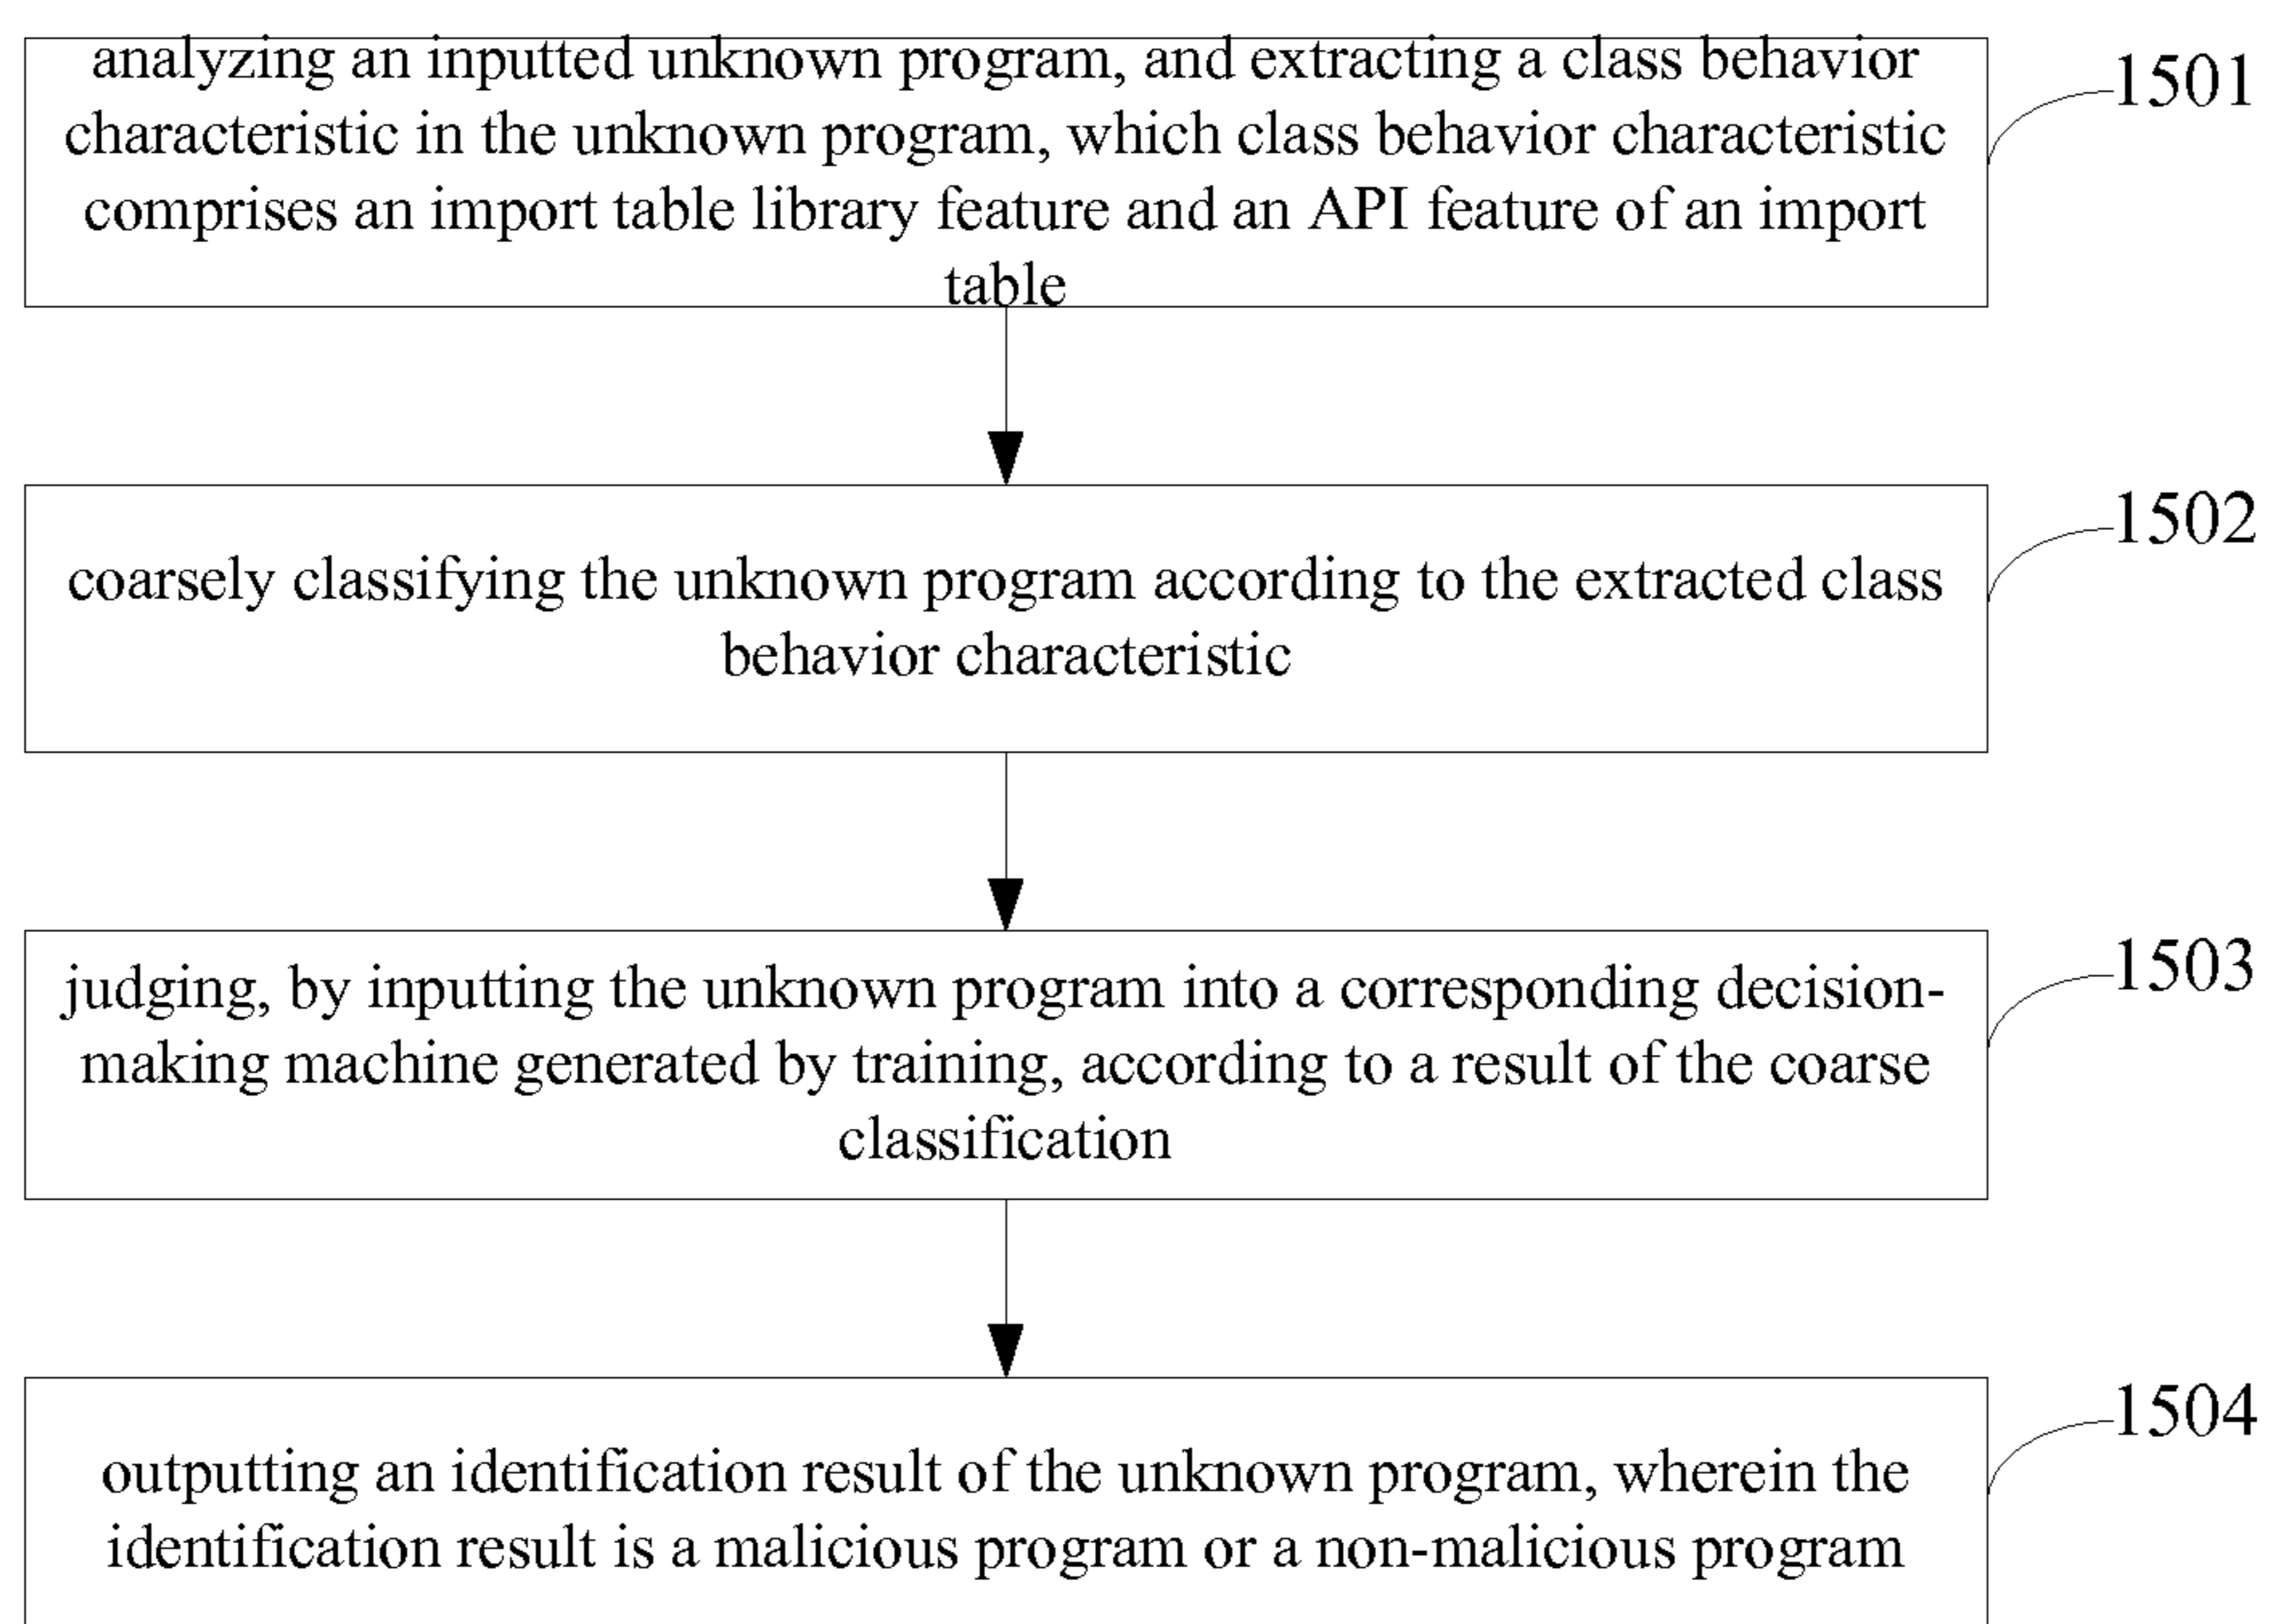 analyzing an inputted unknown program, and extracting a class behavior
characteristic in the unknown program, which class behavior characteristic
comprises an import table library feature and an API feature of an import
table
1501
coarsely classifying the unknown program according to the extracted class
behavior characteristic
1502
judging, by inputting the unknown program into a corresponding decision-
making machine generated by training, according to a result of the coarse
classification
1503
outputting an identification result of the unknown program, wherein the
identification result is a malicious program or a non-malicious program
1504